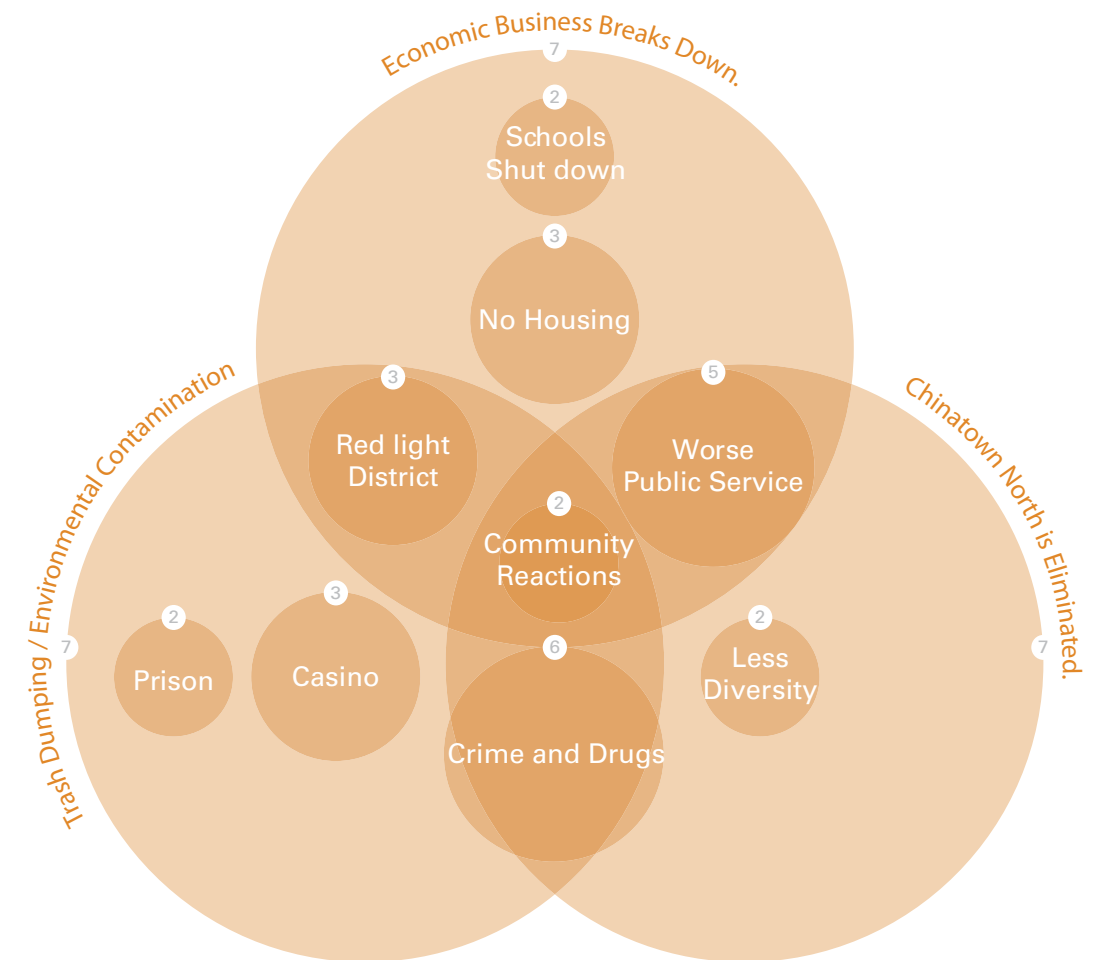 Economic Business Breaks Down.
7
2
Schools
Shut down
3
No Housing
Trash Dumping / Environmental Contamination
7
Chinatown North is Eliminated.
7
3
Red light
District
5
Worse
Public Service
2
Community
Reactions
2
Prison
3
Casino
6
Crime and Drugs
2
Less
Diversity